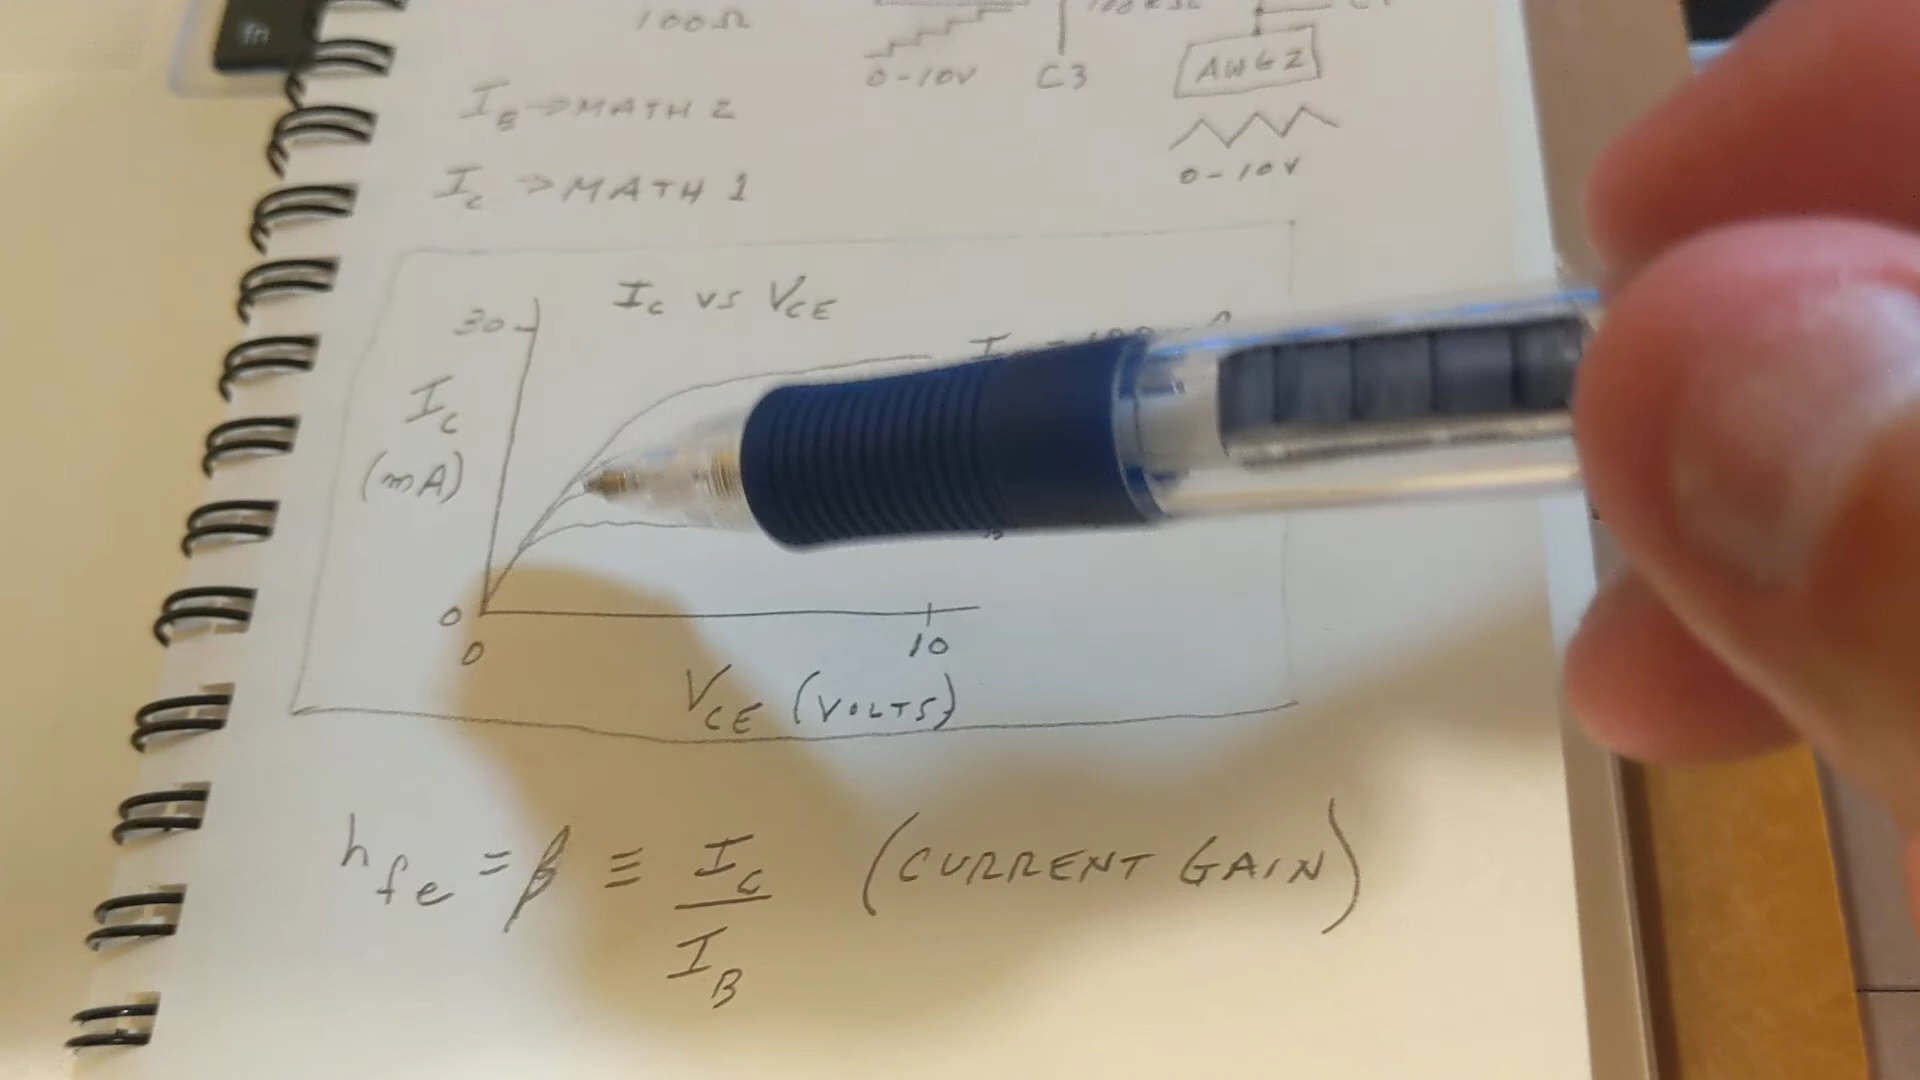 fn
100Ω
0-10V
C3
AWG2
0-10V
I_B → MATH 2
I_C → MATH 1
I_C vs V_CE
30
I_C
(mA)
0
0
10
V_CE (VOLTS)
h_fe = β ≡ I_C / I_B (CURRENT GAIN)